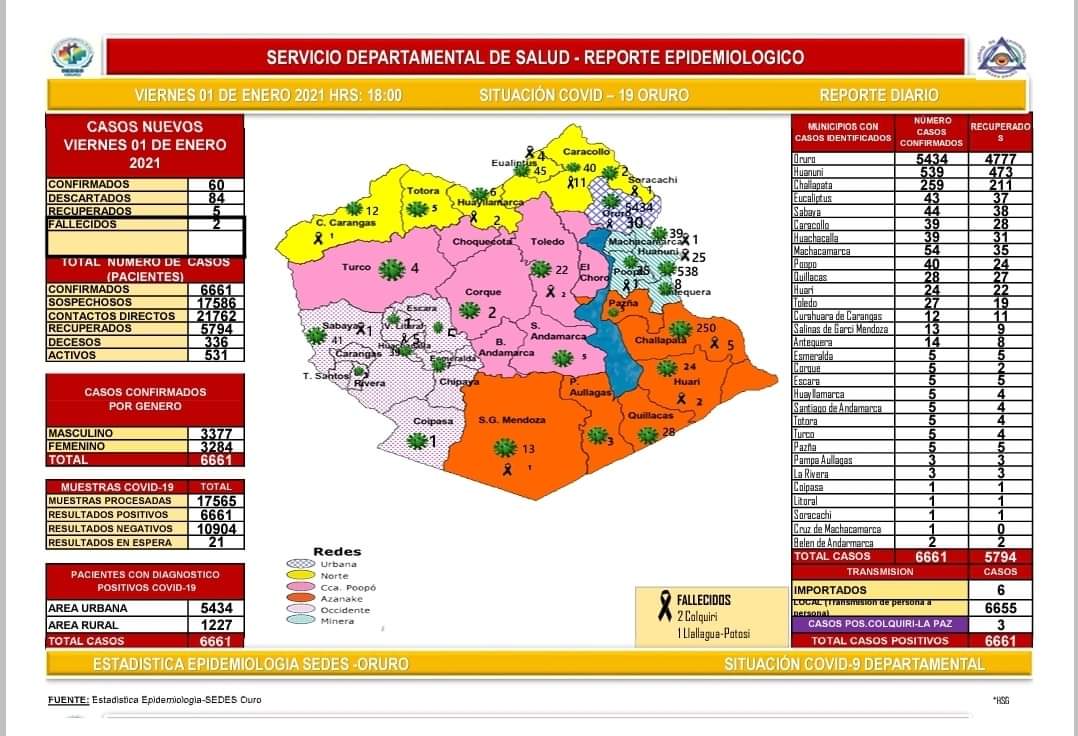 SERVICIO DEPARTAMENTAL DE SALUD - REPORTE EPIDEMIOLOGICO
VIERNES 01 DE ENERO 2021 HRS: 18:00 SITUACIÓN COVID – 19 ORURO REPORTE DIARIO
CASOS NUEVOS
VIERNES 01 DE ENERO
2021
CONFIRMADOS 60
DESCARTADOS 84
RECUPERADOS 5
FALLECIDOS 2
TOTAL NUMERO DE CASOS
(PACIENTES)
CONFIRMADOS 6661
SOSPECHOSOS 17586
CONTACTOS DIRECTOS 21762
RECUPERADOS 5794
DECESOS 336
ACTIVOS 531
CASOS CONFIRMADOS
POR GENERO
MASCULINO 3377
FEMENINO 3284
TOTAL 6661
MUESTRAS COVID-19 TOTAL
MUESTRAS PROCESADAS 17565
RESULTADOS POSITIVOS 6661
RESULTADOS NEGATIVOS 10904
RESULTADOS EN ESPERA 21
PACIENTES CON DIAGNOSTICO
POSITIVOS COVID-19
AREA URBANA 5434
AREA RURAL 1227
TOTAL CASOS 6661
Caracollo
4
Eualiptus
45
40
2
Soracachi
11
1
Totora
6
Huayllamarca
5434
Oruro
30
12
5
2
C. Carangas
1
39
Choquecota
Toledo
Machacamarca
1
Huanuni
25
Turco
4
22
El
Choro
Poopo
538
1
8
Antequera
Corque
2
2
Pazña
Escara
Sabaya
1
V. Litoral
5
S.
Andamarca
250
41
Challapata
5
Carangas
39
B.
Andamarca
5
Esmeralda
T. Santos
Rivera
Chipaya
24
P.
Aullagas
Huari
2
Coipasa
S.G. Mendoza
Quillacas
1
13
3
28
1
Redes
Urbana
Norte
Cca. Poopó
Azanake
Occidente
Minera
FALLECIDOS
2 Colquiri
1 Llallagua-Potosi
MUNICIPIOS CON
CASOS IDENTIFICADOS
NÚMERO
CASOS
CONFIRMADOS
RECUPERADO
S
Oruro 5434 4777
Huanuni 539 473
Challapata 259 211
Eucaliptus 43 37
Sabaya 44 38
Caracollo 39 28
Huachacalla 39 31
Machacamarca 54 35
Poopo 40 24
Quillacas 28 27
Huari 24 22
Toledo 27 19
Curahuara de Carangas 12 11
Salinas de Garci Mendoza 13 9
Antequera 14 8
Esmeralda 5 5
Corque 5 2
Escara 5 5
Huayllamarca 5 4
Santiago de Andamarca 5 4
Totora 5 4
Turco 5 4
Pazña 5 5
Pampa Aullagas 3 3
La Rivera 3 3
Coipasa 1 1
Litoral 1 1
Soracachi 1 1
Cruz de Machacamarca 1 0
Belen de Andarmarca 2 2
TOTAL CASOS 6661 5794
TRANSMISION CASOS
IMPORTADOS 6
LOCAL (Transmision de persona a
persona) 6655
CASOS POS.COLQUIRI-LA PAZ 3
TOTAL CASOS POSITIVOS 6661
ESTADISTICA EPIDEMIOLOGIA SEDES -ORURO SITUACIÓN COVID-9 DEPARTAMENTAL
FUENTE: Estadistica Epidemiologia-SEDES Ouro *HSG